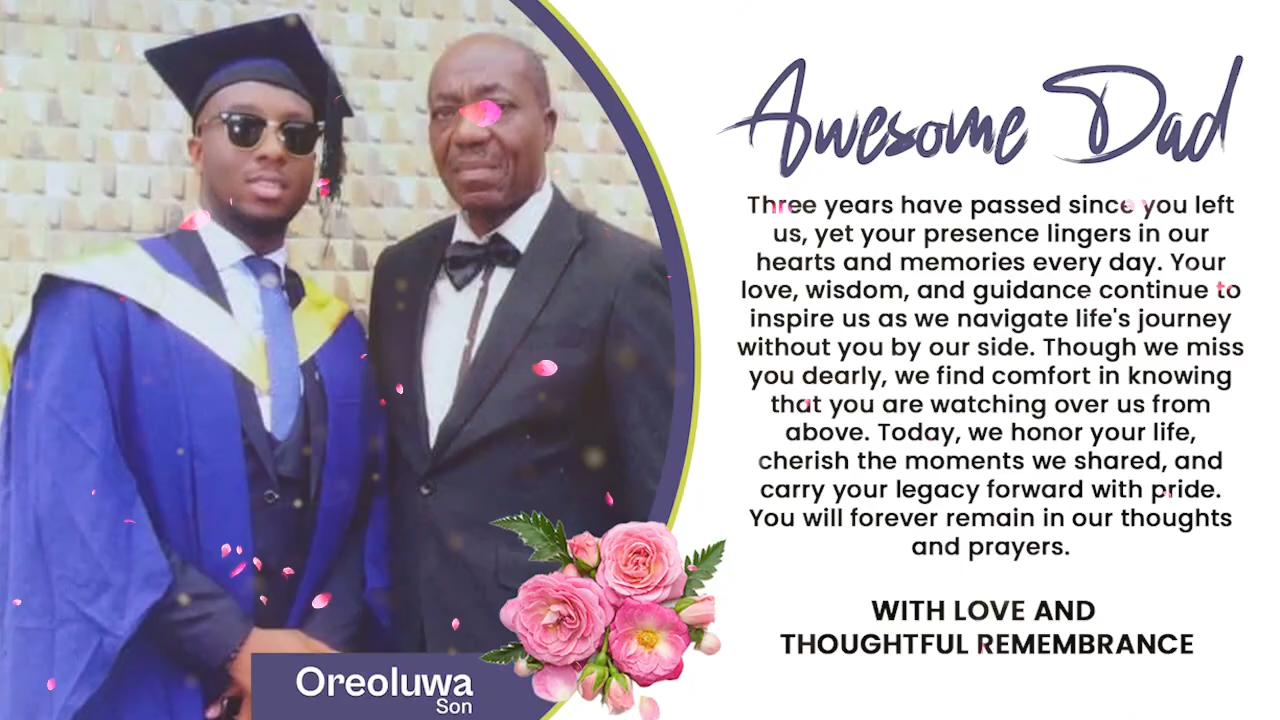 Awesome Dad
Three years have passed since you left
us, yet your presence lingers in our
hearts and memories every day. Your
love, wisdom, and guidance continue to
inspire us as we navigate life's journey
without you by our side. Though we miss
you dearly, we find comfort in knowing
that you are watching over us from
above. Today, we honor your life,
cherish the moments we shared, and
carry your legacy forward with pride.
You will forever remain in our thoughts
and prayers.
WITH LOVE AND
THOUGHTFUL REMEMBRANCE
Oreoluwa
Son